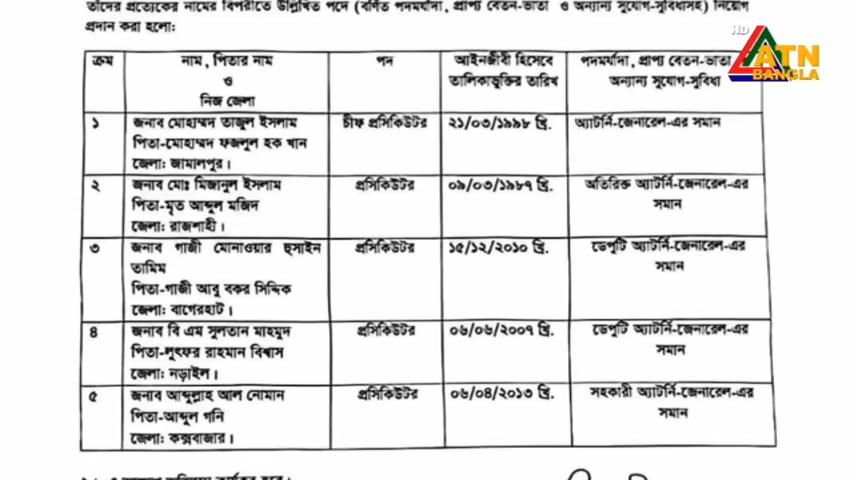 তাঁদের প্রত্যেকের নামের বিপরীতে উল্লিখিত পদে (বর্ণিত পদমর্যাদা, প্রাপ্য বেতন-ভাতা ও অন্যান্য সুযোগ-সুবিধাসহ) নিয়োগ
প্রদান করা হলো:
HD
ATN
BANGLA
ক্রম
নাম, পিতার নাম
ও
নিজ জেলা
পদ
আইনজীবী হিসেবে
তালিকাভুক্তির তারিখ
পদমর্যাদা, প্রাপ্য বেতন-ভাতা
অন্যান্য সুযোগ-সুবিধা
১
জনাব মোহাম্মদ তাজুল ইসলাম
পিতা-মোহাম্মদ ফজলুল হক খান
জেলা: জামালপুর।
চীফ প্রসিকিউটর
২১/০৩/১৯৯৮ খ্রি.
অ্যাটর্নি-জেনারেল-এর সমান
২
জনাব মোঃ মিজানুল ইসলাম
পিতা-মৃত আব্দুল মজিদ
জেলা: রাজশাহী।
প্রসিকিউটর
০৯/০৩/১৯৮৭ খ্রি.
অতিরিক্ত অ্যাটর্নি-জেনারেল-এর
সমান
৩
জনাব গাজী মোনাওয়ার হুসাইন
তামিম
পিতা-গাজী আবু বকর সিদ্দিক
জেলা: বাগেরহাট।
প্রসিকিউটর
১৫/১২/২০১০ খ্রি.
ডেপুটি অ্যাটর্নি-জেনারেল-এর
সমান
৪
জনাব বি এম সুলতান মাহমুদ
পিতা-লুৎফর রাহমান বিশ্বাস
জেলা: নড়াইল।
প্রসিকিউটর
০৬/০৬/২০০৭ খ্রি.
ডেপুটি অ্যাটর্নি-জেনারেল-এর
সমান
৫
জনাব আব্দুল্লাহ আল নোমান
পিতা-আব্দুল গনি
জেলা: কক্সবাজার।
প্রসিকিউটর
০৬/০৪/২০১৩ খ্রি.
সহকারী অ্যাটর্নি-জেনারেল-এর
সমান